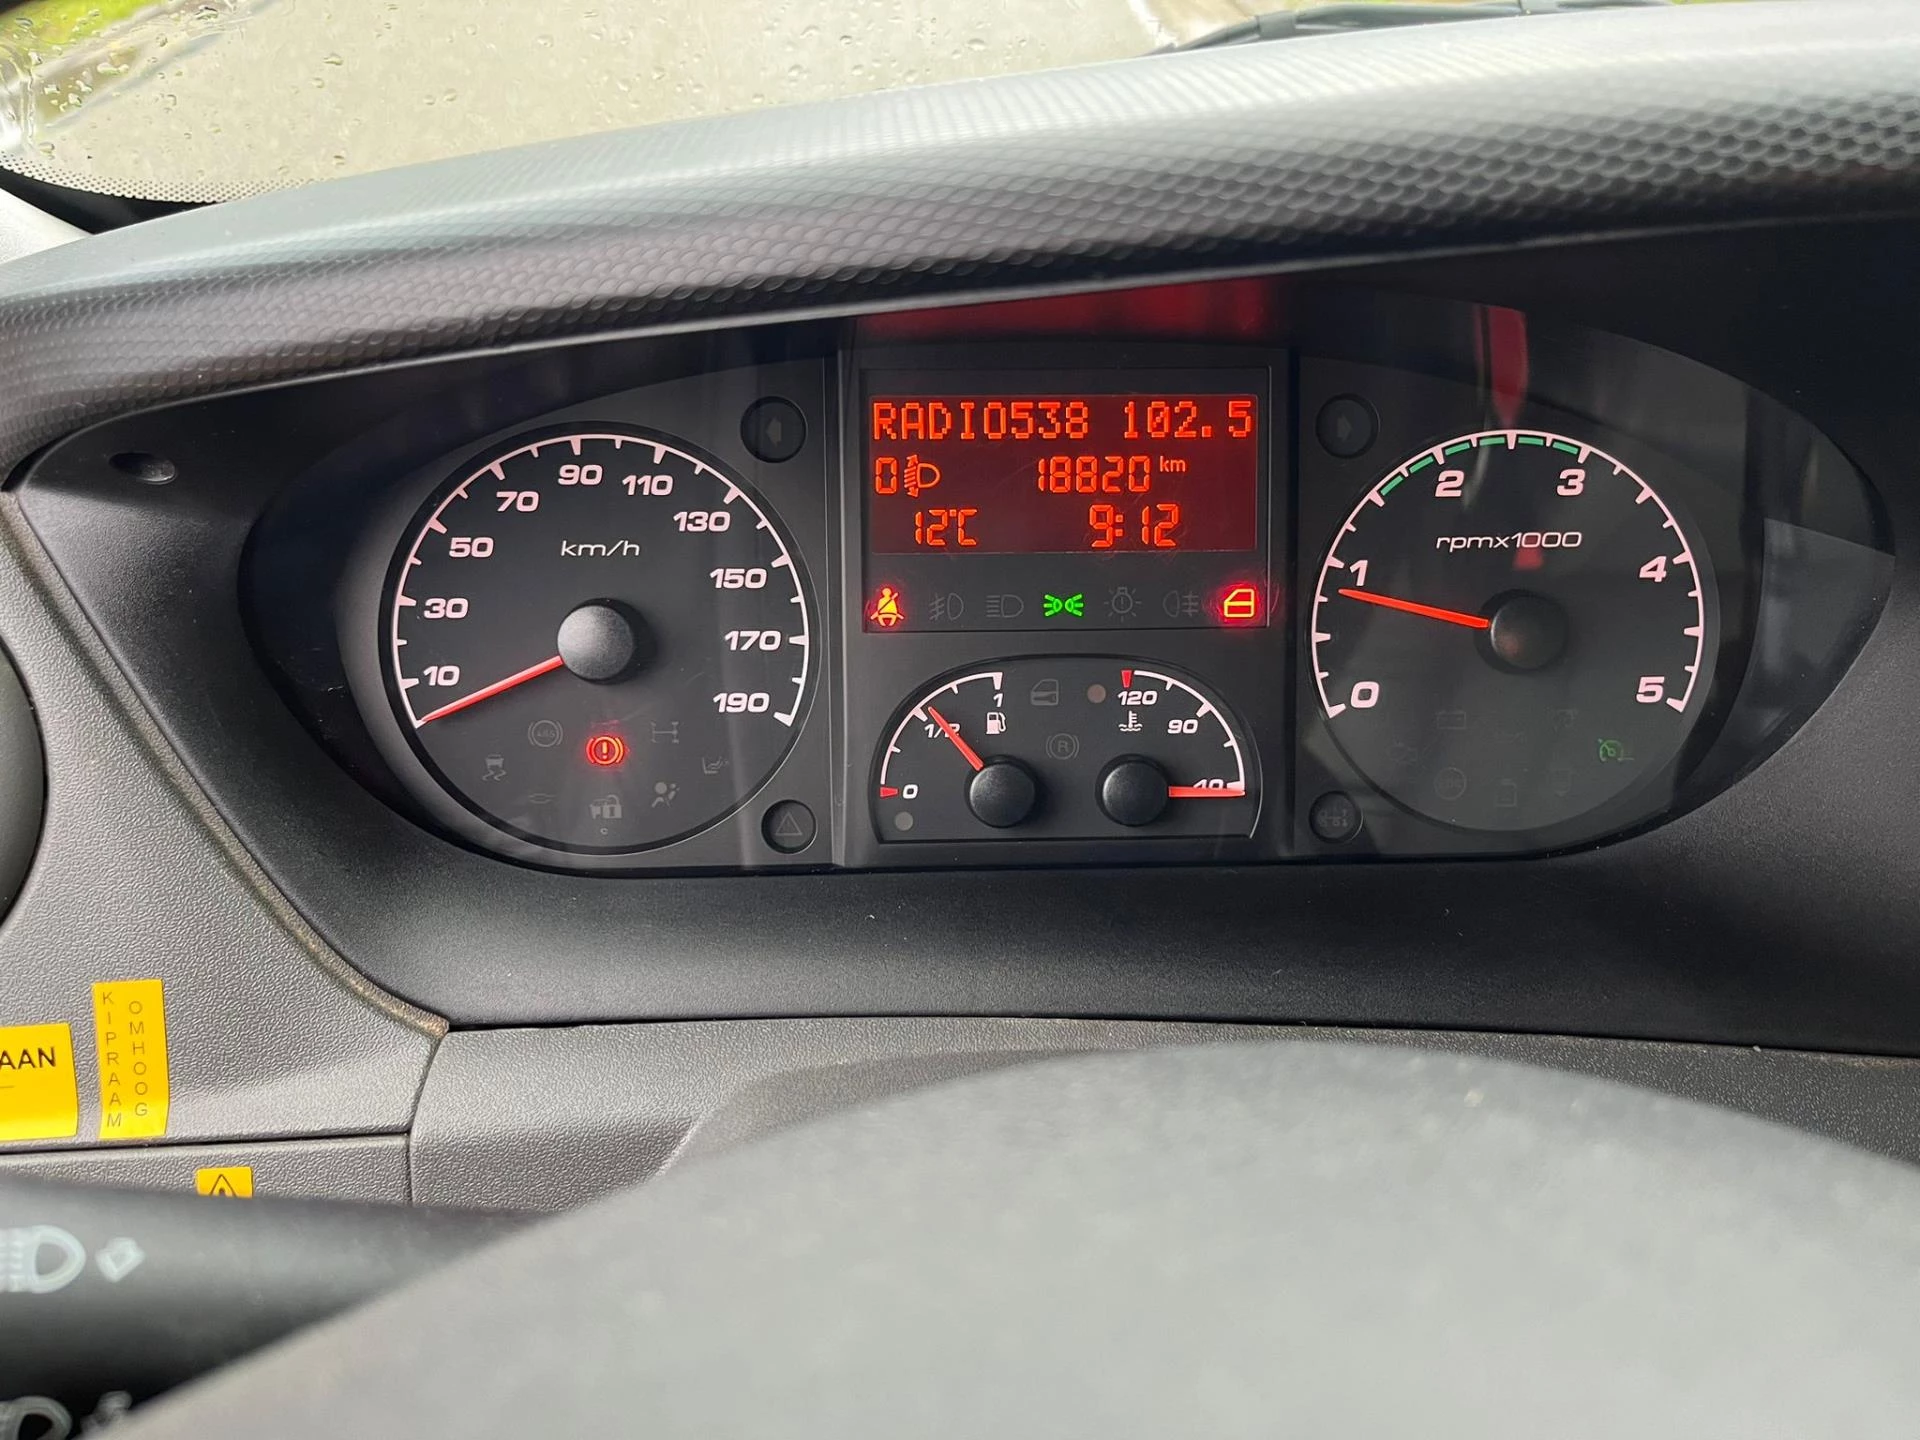 RADIO538 102.5
0 18820 km
12°C 9:12
10 30 50 70 90 110 130 150 170 190
km/h
ABS
0 1/2 1
120 90 40
R
0 1 2 3 4 5
rpmx1000
AAN
KIPRAAM
OMHOOG